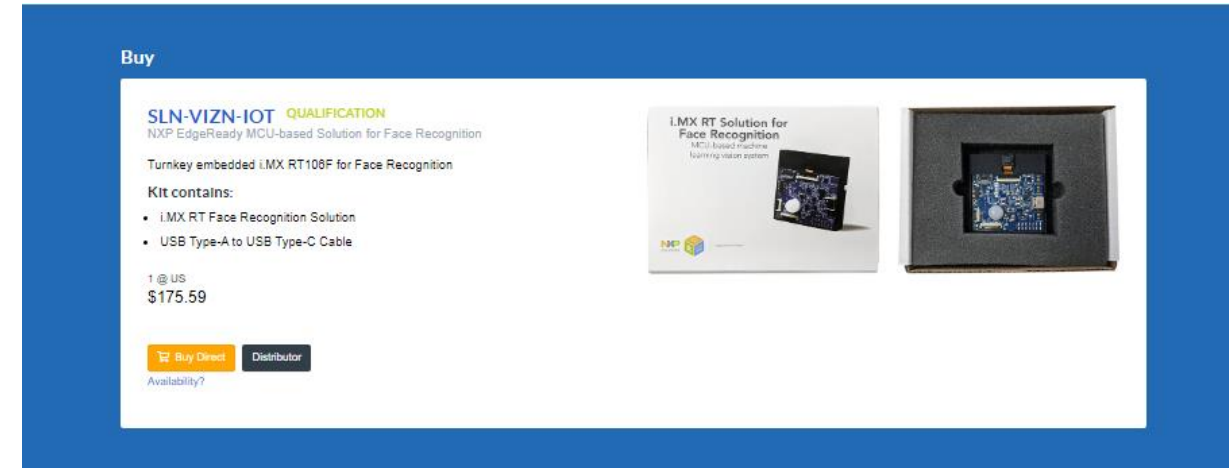 Buy
SLN-VIZN-IOT QUALIFICATION
NXP EdgeReady MCU-based Solution for Face Recognition
Turnkey embedded i.MX RT106F for Face Recognition
Kit contains:
• i.MX RT Face Recognition Solution
• USB Type-A to USB Type-C Cable
1 @ US
$175.59
Buy Direct Distributor
Availability?
i.MX RT Solution for
Face Recognition
MCU-based machine
learning vision system
NXP